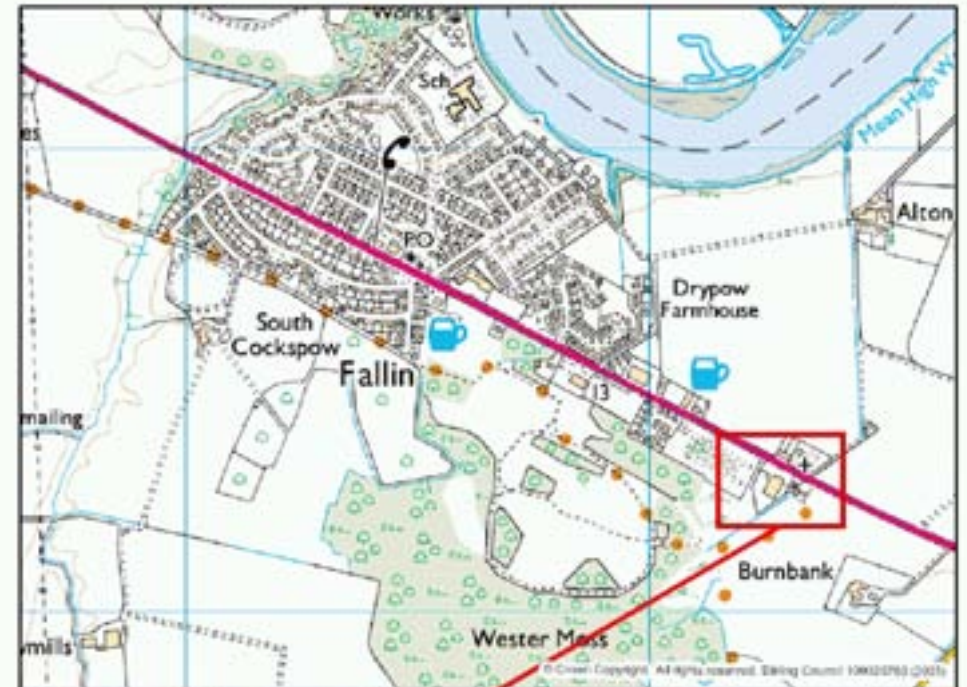 Works
Sch
Mean High W
es
Alton
PO
Drypow
Farmhouse
South
Cockspow
Fallin
13
mailing
Burnbank
Wester Moss
mills
© Crown Copyright. All rights reserved. Stirling Council